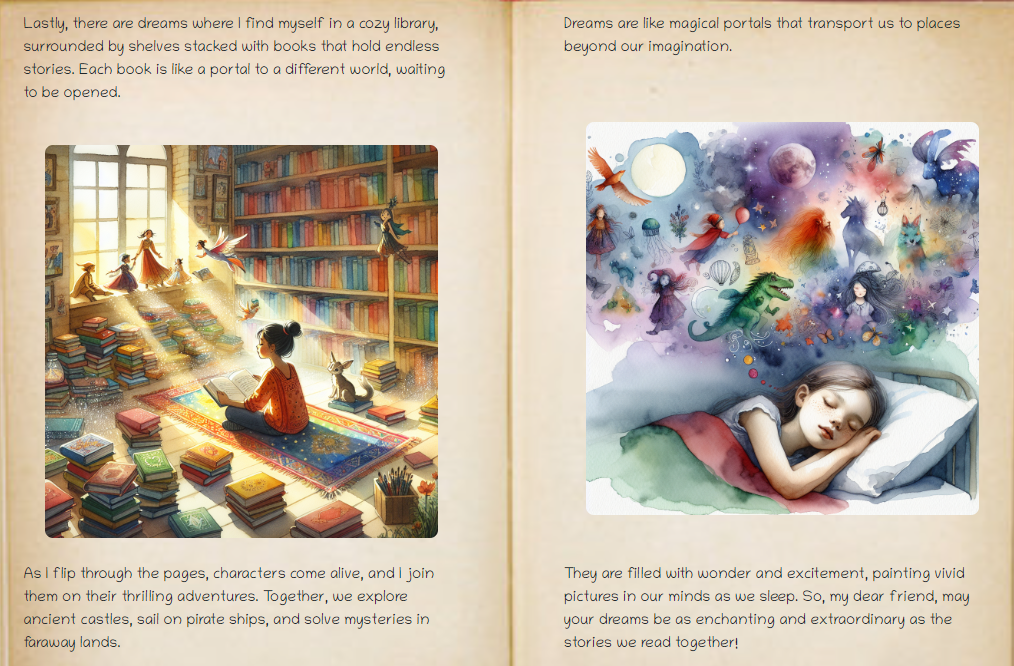 Lastly, there are dreams where I find myself in a cozy library,
surrounded by shelves stacked with books that hold endless
stories. Each book is like a portal to a different world, waiting
to be opened.
As I flip through the pages, characters come alive, and I join
them on their thrilling adventures. Together, we explore
ancient castles, sail on pirate ships, and solve mysteries in
faraway lands.
Dreams are like magical portals that transport us to places
beyond our imagination.
They are filled with wonder and excitement, painting vivid
pictures in our minds as we sleep. So, my dear friend, may
your dreams be as enchanting and extraordinary as the
stories we read together!